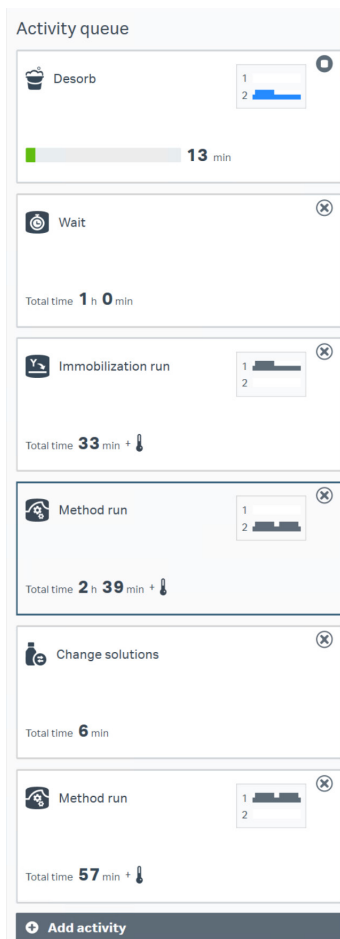 Activity queue
Desorb
1
2
13 min
Wait
Total time 1 h 0 min
Immobilization run
1
2
Total time 33 min +
Method run
1
2
Total time 2 h 39 min +
Change solutions
Total time 6 min
Method run
1
2
Total time 57 min +
Add activity